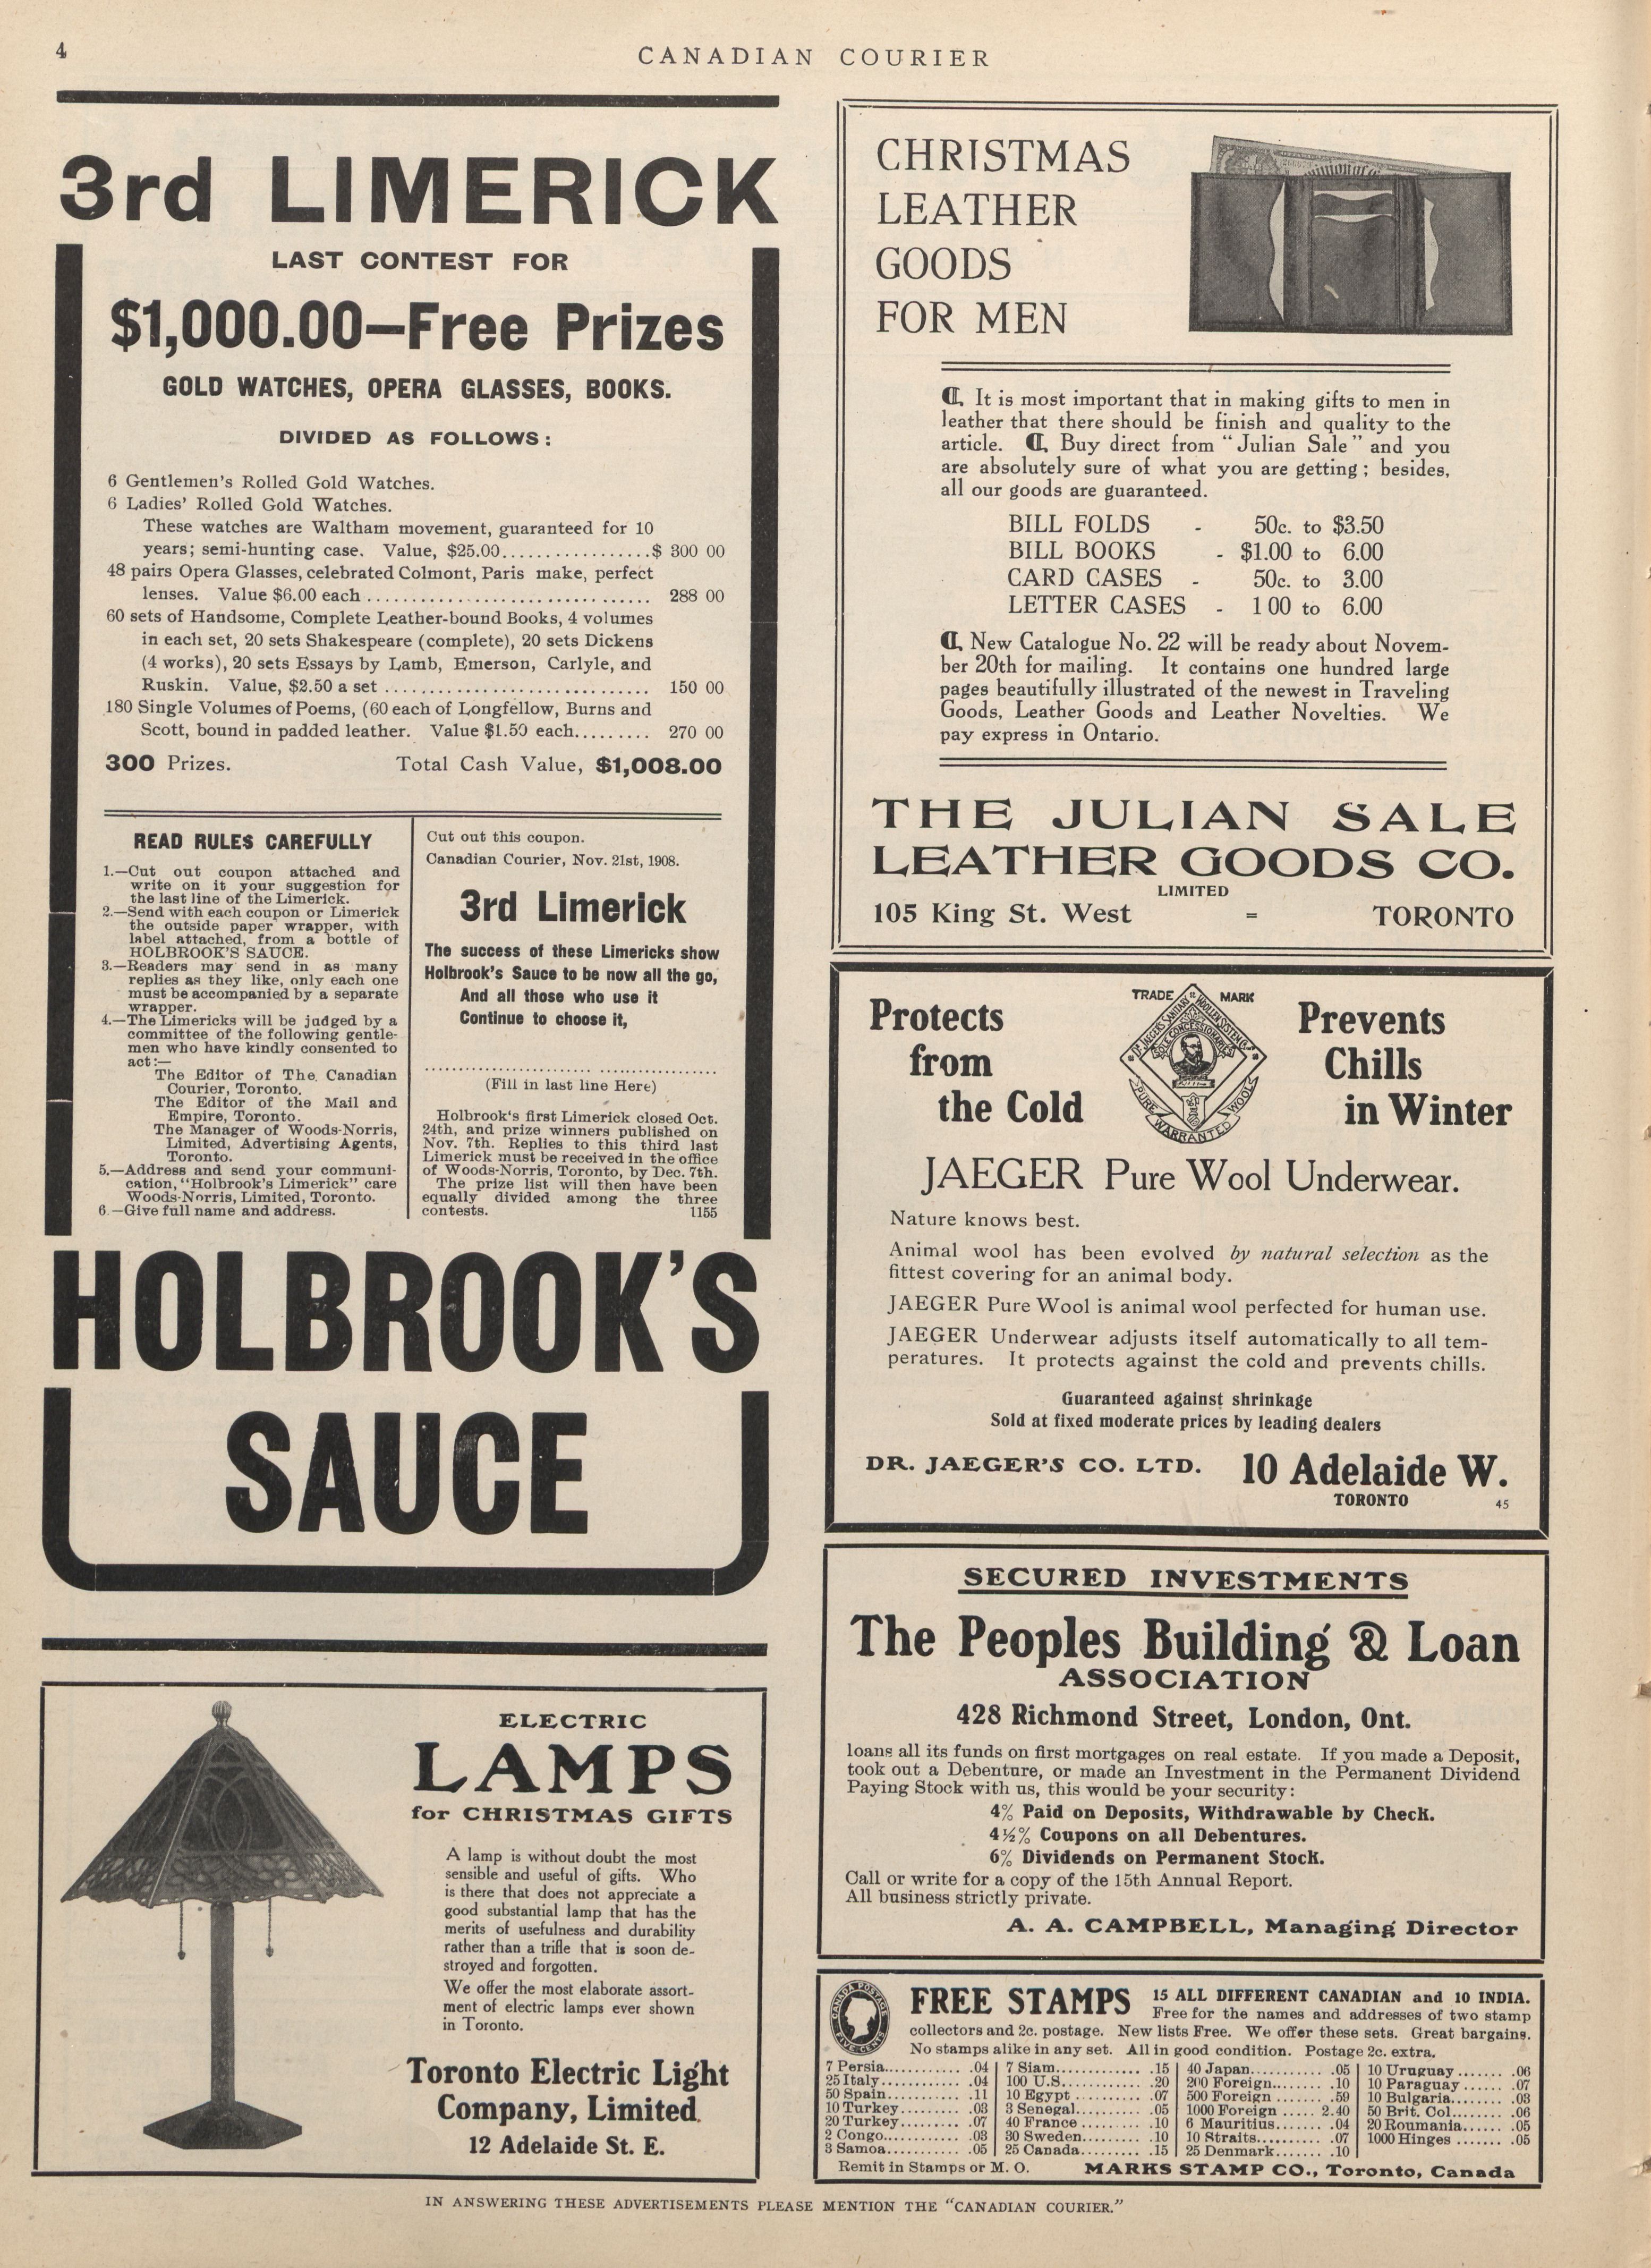 4
CANADIAN COURIER
3rd LIMERICK
LAST CONTEST FOR
$1,000.00—Free Prizes
GOLD WATCHES, OPERA GLASSES, BOOKS.
DIVIDED AS FOLLOWS:
6 Gentlemen's Rolled Gold Watches.
6 Ladies' Rolled Gold Watches.
These watches are Waltham movement, guaranteed for 10
years; semi-hunting case. Value, $25.00.................$ 300 00
48 pairs Opera Glasses, celebrated Colmont, Paris make, perfect
lenses. Value $6.00 each ................................ 288 00
60 sets of Handsome, Complete Leather-bound Books, 4 volumes
in each set, 20 sets Shakespeare (complete), 20 sets Dickens
(4 works), 20 sets Essays by Lamb, Emerson, Carlyle, and
Ruskin. Value, $2.50 a set .............................. 150 00
180 Single Volumes of Poems, (60 each of Longfellow, Burns and
Scott, bound in padded leather. Value $1.50 each......... 270 00
300 Prizes. Total Cash Value, $1,008.00
READ RULES CAREFULLY
1.—Cut out coupon attached and
write on it your suggestion for
the last line of the Limerick.
2.—Send with each coupon or Limerick
the outside paper wrapper, with
label attached, from a bottle of
HOLBROOK'S SAUCE.
3.—Readers may send in as many
replies as they like, only each one
must be accompanied by a separate
wrapper.
4.—The Limericks will be judged by a
committee of the following gentle-
men who have kindly consented to
act:—
The Editor of The Canadian
Courier, Toronto.
The Editor of the Mail and
Empire, Toronto.
The Manager of Woods-Norris,
Limited, Advertising Agents,
Toronto.
5.—Address and send your communi-
cation, "Holbrook's Limerick" care
Woods-Norris, Limited, Toronto.
6.—Give full name and address.
Cut out this coupon.
Canadian Courier, Nov. 21st, 1908.
3rd Limerick
The success of these Limericks show
Holbrook's Sauce to be now all the go,
And all those who use it
Continue to choose it,
......................................................
(Fill in last line Here)
Holbrook's first Limerick closed Oct.
24th, and prize winners published on
Nov. 7th. Replies to this third last
Limerick must be received in the office
of Woods-Norris, Toronto, by Dec. 7th.
The prize list will then have been
equally divided among the three
contests. 1155
HOLBROOK'S
SAUCE
ELECTRIC
LAMPS
for CHRISTMAS GIFTS
A lamp is without doubt the most
sensible and useful of gifts. Who
is there that does not appreciate a
good substantial lamp that has the
merits of usefulness and durability
rather than a trifle that is soon de-
stroyed and forgotten.
We offer the most elaborate assort-
ment of electric lamps ever shown
in Toronto.
Toronto Electric Light
Company, Limited
12 Adelaide St. E.
CHRISTMAS
LEATHER
GOODS
FOR MEN
¶ It is most important that in making gifts to men in
leather that there should be finish and quality to the
article. ¶ Buy direct from "Julian Sale" and you
are absolutely sure of what you are getting; besides,
all our goods are guaranteed.
BILL FOLDS - 50c. to $3.50
BILL BOOKS - $1.00 to 6.00
CARD CASES - 50c. to 3.00
LETTER CASES - 1 00 to 6.00
¶ New Catalogue No. 22 will be ready about Novem-
ber 20th for mailing. It contains one hundred large
pages beautifully illustrated of the newest in Traveling
Goods, Leather Goods and Leather Novelties. We
pay express in Ontario.
THE JULIAN SALE
LEATHER GOODS CO.
LIMITED
105 King St. West = TORONTO
Protects
from
the Cold
TRADE MARK
DR JAEGERS SANITARY WOOLLEN SYSTEM Co Ld
SOLE CONCESSIONAIRES
PURE WOOL
WARRANTED
Prevents
Chills
in Winter
JAEGER Pure Wool Underwear.
Nature knows best.
Animal wool has been evolved by natural selection as the
fittest covering for an animal body.
JAEGER Pure Wool is animal wool perfected for human use.
JAEGER Underwear adjusts itself automatically to all tem-
peratures. It protects against the cold and prevents chills.
Guaranteed against shrinkage
Sold at fixed moderate prices by leading dealers
DR. JAEGER'S CO. LTD. 10 Adelaide W.
TORONTO 45
SECURED INVESTMENTS
The Peoples Building & Loan
ASSOCIATION
428 Richmond Street, London, Ont.
loans all its funds on first mortgages on real estate. If you made a Deposit,
took out a Debenture, or made an Investment in the Permanent Dividend
Paying Stock with us, this would be your security:
4% Paid on Deposits, Withdrawable by Check.
4½% Coupons on all Debentures.
6% Dividends on Permanent Stock.
Call or write for a copy of the 15th Annual Report.
All business strictly private.
A. A. CAMPBELL, Managing Director
CANADA POSTAGE
FIVE CENTS
FREE STAMPS 15 ALL DIFFERENT CANADIAN and 10 INDIA.
Free for the names and addresses of two stamp
collectors and 2c. postage. New lists Free. We offer these sets. Great bargains.
No stamps alike in any set. All in good condition. Postage 2c. extra.
7 Persia............ .04 | 7 Siam.............. .15 | 40 Japan........... .05 | 10 Uruguay....... .06
25 Italy............ .04 | 100 U.S............. .20 | 200 Foreign........ .10 | 10 Paraguay...... .07
50 Spain........... .11 | 10 Egypt........... .07 | 500 Foreign........ .59 | 10 Bulgaria....... .03
10 Turkey......... .03 | 3 Senegal.......... .05 | 1000 Foreign..... 2.40 | 50 Brit. Col........ .06
20 Turkey......... .07 | 40 France.......... .10 | 6 Mauritius........ .04 | 20 Roumania...... .05
2 Congo............ .03 | 30 Sweden......... .10 | 10 Straits........... .07 | 1000 Hinges....... .05
3 Samoa........... .05 | 25 Canada......... .15 | 25 Denmark....... .10
Remit in Stamps or M. O. MARKS STAMP CO., Toronto, Canada
IN ANSWERING THESE ADVERTISEMENTS PLEASE MENTION THE "CANADIAN COURIER."